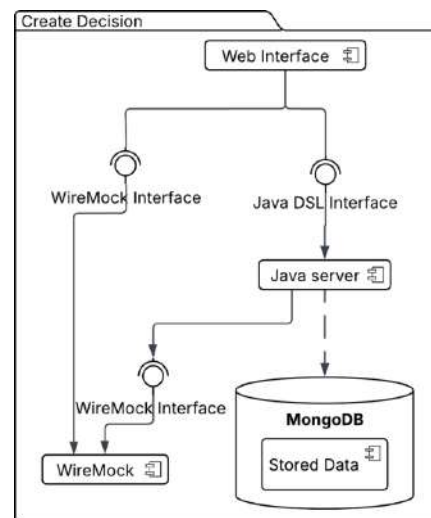 Create Decision
Web Interface
WireMock Interface
Java DSL Interface
Java server
WireMock Interface
MongoDB
Stored Data
WireMock